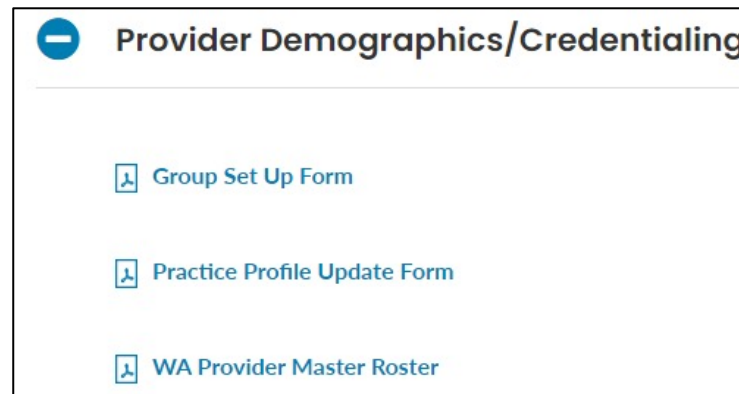 Provider Demographics/Credentialing
Group Set Up Form
Practice Profile Update Form
WA Provider Master Roster